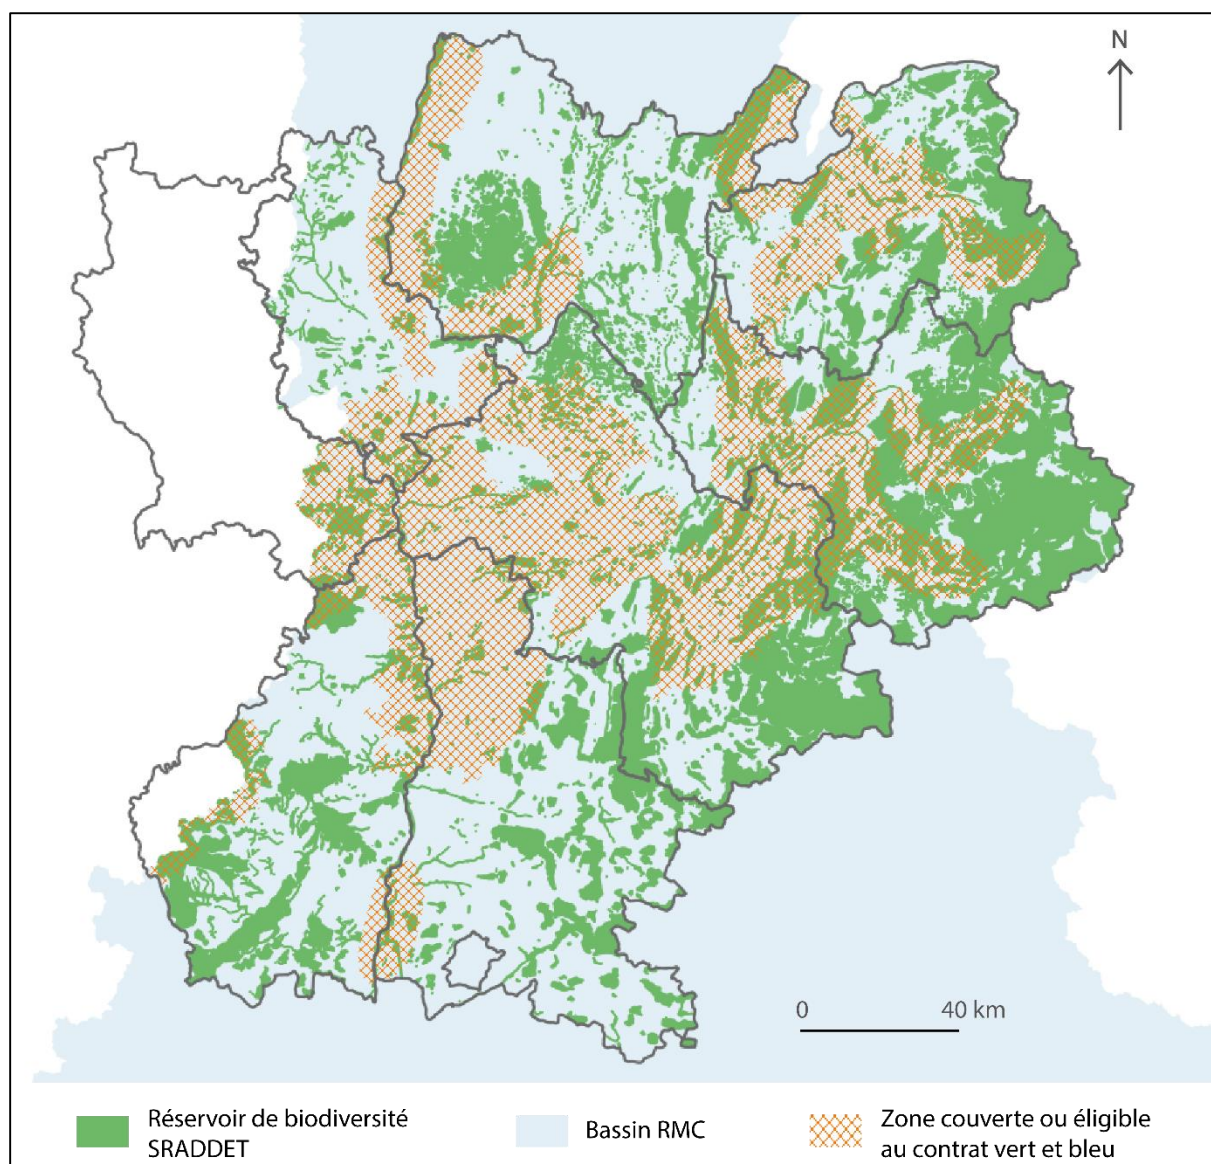 N
0 40 km
Réservoir de biodiversité
SRADDET
Bassin RMC
Zone couverte ou éligible
au contrat vert et bleu